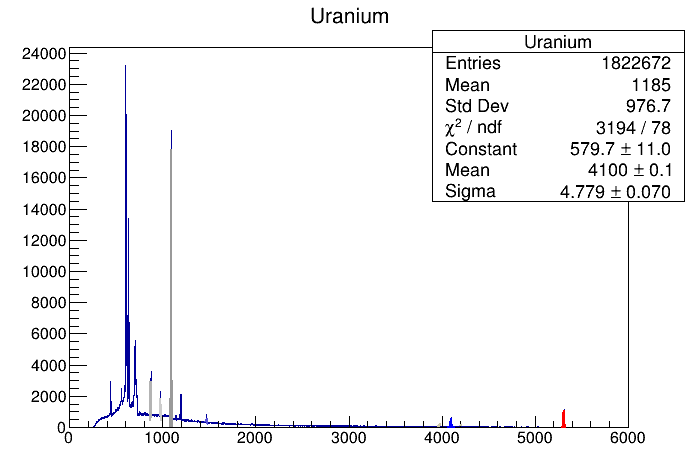 Uranium
Uranium
Entries 1822672
Mean 1185
Std Dev 976.7
χ² / ndf 3194 / 78
Constant 579.7 ± 11.0
Mean 4100 ± 0.1
Sigma 4.779 ± 0.070
24000
22000
20000
18000
16000
14000
12000
10000
8000
6000
4000
2000
0
0 1000 2000 3000 4000 5000 6000